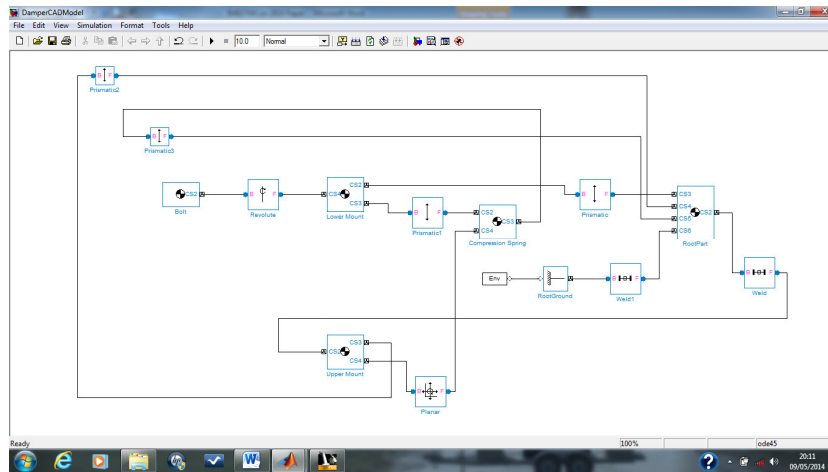 DamperCADModel
File Edit View Simulation Format Tools Help
10.0 Normal
B F
Prismatic2
B F
Prismatic3
CS2
Bolt
B F
Revolute
CS4 CS2
CS3
Lower Mount
B F
Prismatic1
CS2
CS3
CS4
Compression Spring
B F
Prismatic
CS3
CS4
CS2
CS5
CS6
RootPart
Env
RootGround
B F
Weld1
B F
Weld
CS3
CS2
CS4
Upper Mount
B F
Planar
Ready 100% ode45
20:11
09/05/2014